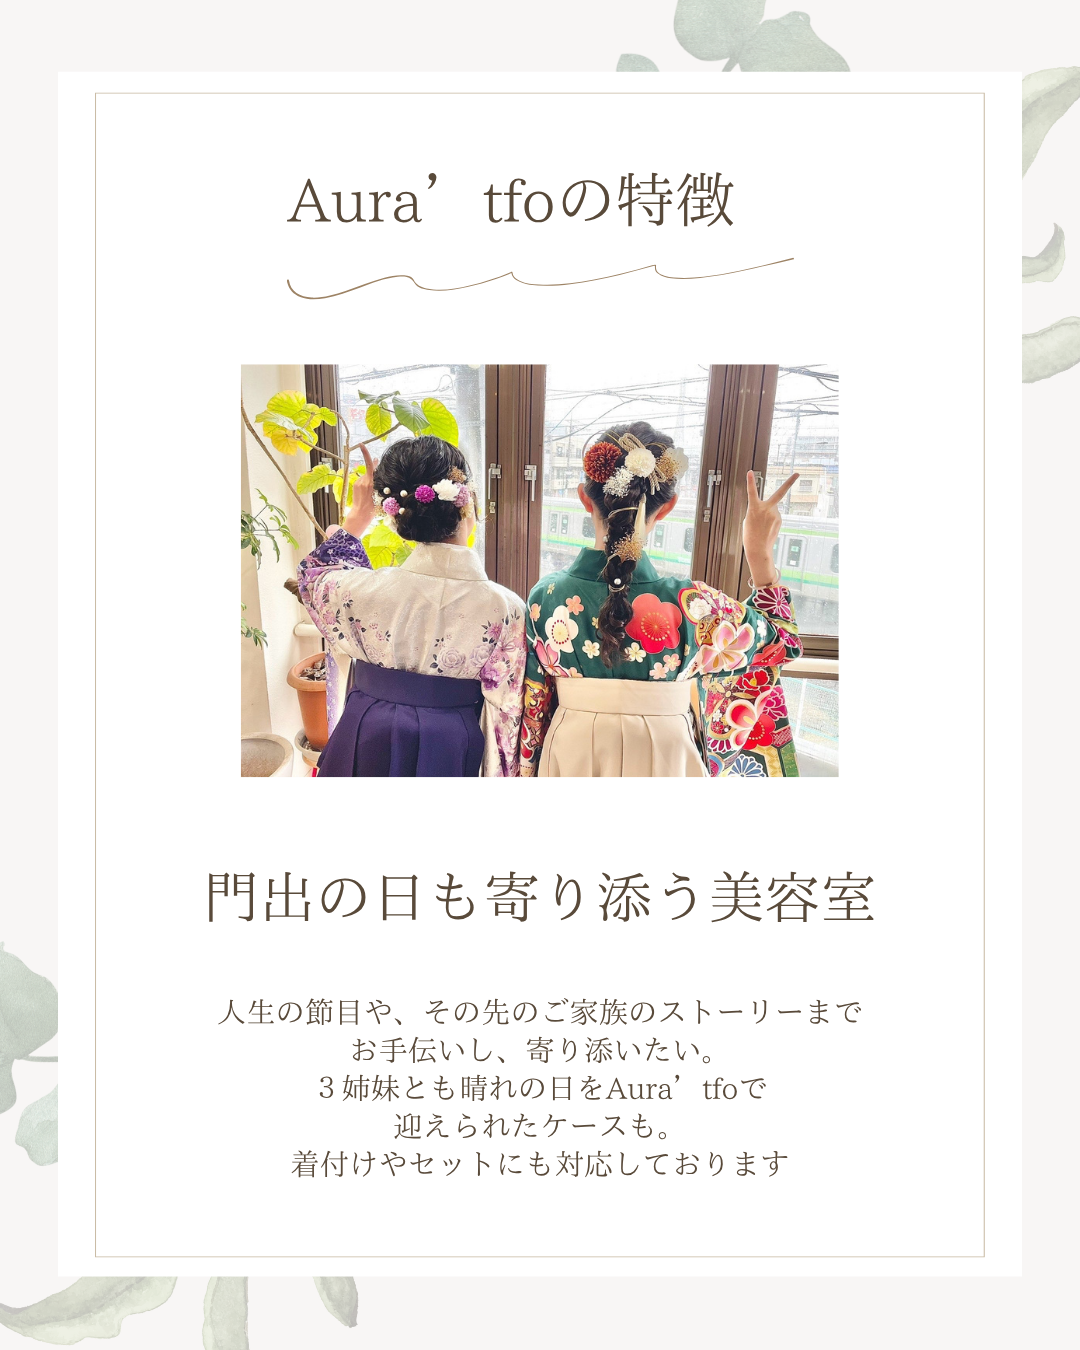 Aura’tfoの特徴
門出の日も寄り添う美容室
人生の節目や、その先のご家族のストーリーまで
お手伝いし、寄り添いたい。
３姉妹とも晴れの日をAura’tfoで
迎えられたケースも。
着付けやセットにも対応しております